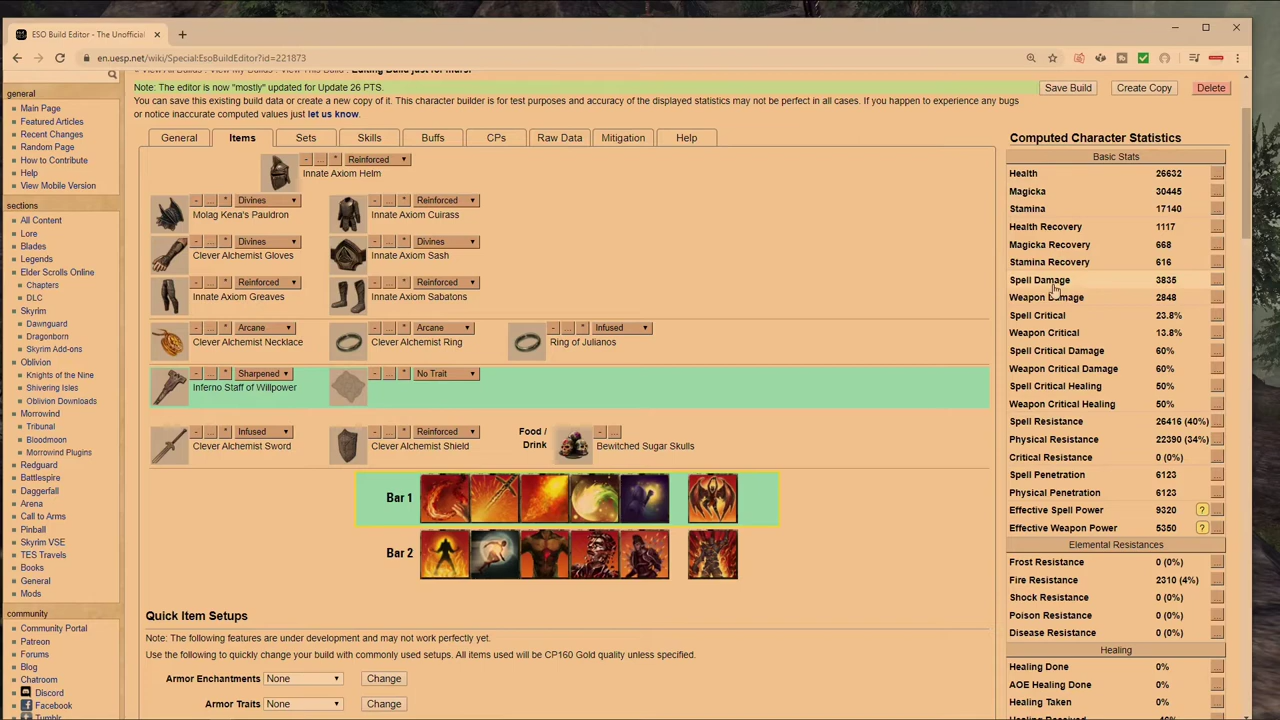 ESO Build Editor - The Unofficial
en.uesp.net/wiki/Special:EsoBuildEditor?id=221873
Note: The editor is now "mostly" updated for Update 26 PTS.
You can save this existing build data or create a new copy of it. This character builder is for test purposes and accuracy of the displayed statistics may not be perfect in all cases. If you happen to experience any bugs
or notice inaccurate computed values just let us know.
Save Build Create Copy Delete
General Items Sets Skills Buffs CPs Raw Data Mitigation Help
general
Main Page
Featured Articles
Recent Changes
Random Page
How to Contribute
Help
View Mobile Version
sections
All Content
Lore
Blades
Legends
Elder Scrolls Online
Chapters
DLC
Skyrim
Dawnguard
Dragonborn
Skyrim Add-ons
Oblivion
Knights of the Nine
Shivering Isles
Oblivion Downloads
Morrowind
Tribunal
Bloodmoon
Morrowind Plugins
Redguard
Battlespire
Daggerfall
Arena
Call to Arms
Pinball
Skyrim VSE
TES Travels
Books
General
Mods
community
Community Portal
Patreon
Forums
Blog
Chatroom
Discord
Facebook
Tumblr
- ... * Reinforced
Innate Axiom Helm
- ... * Divines - ... * Reinforced
Molag Kena's Pauldron Innate Axiom Cuirass
- ... * Divines - ... * Divines
Clever Alchemist Gloves Innate Axiom Sash
- ... * Reinforced - ... * Reinforced
Innate Axiom Greaves Innate Axiom Sabatons
- ... * Arcane - ... * Arcane - ... * Infused
Clever Alchemist Necklace Clever Alchemist Ring Ring of Julianos
- ... * Sharpened - ... * No Trait
Inferno Staff of Willpower
- ... * Infused - ... * Reinforced Food / Drink - ...
Clever Alchemist Sword Clever Alchemist Shield Bewitched Sugar Skulls
Bar 1
Bar 2
Quick Item Setups
Note: The following features are under development and may not work perfectly yet.
Use the following to quickly change your build with commonly used setups. All items used will be CP160 Gold quality unless specified.
Armor Enchantments None Change
Armor Traits None Change
Computed Character Statistics
Basic Stats
Health 26632 ...
Magicka 30445 ...
Stamina 17140 ...
Health Recovery 1117 ...
Magicka Recovery 668 ...
Stamina Recovery 616 ...
Spell Damage 3835 ...
Weapon Damage 2848 ...
Spell Critical 23.8% ...
Weapon Critical 13.8% ...
Spell Critical Damage 60% ...
Weapon Critical Damage 60% ...
Spell Critical Healing 50% ...
Weapon Critical Healing 50% ...
Spell Resistance 26416 (40%) ...
Physical Resistance 22390 (34%) ...
Critical Resistance 0 (0%) ...
Spell Penetration 6123 ...
Physical Penetration 6123 ...
Effective Spell Power 9320 ? ...
Effective Weapon Power 5350 ? ...
Elemental Resistances
Frost Resistance 0 (0%) ...
Fire Resistance 2310 (4%) ...
Shock Resistance 0 (0%) ...
Poison Resistance 0 (0%) ...
Disease Resistance 0 (0%) ...
Healing
Healing Done 0% ...
AOE Healing Done 0% ...
Healing Taken 0% ...